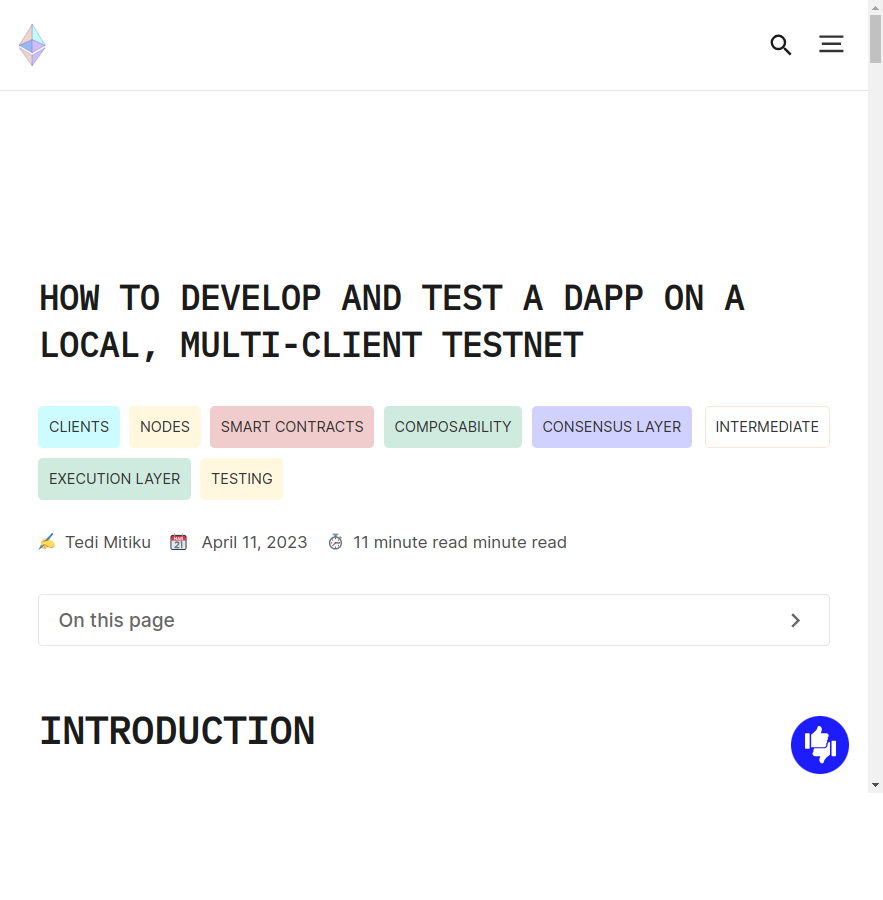 HOW TO DEVELOP AND TEST A DAPP ON A
LOCAL, MULTI-CLIENT TESTNET
CLIENTS NODES SMART CONTRACTS COMPOSABILITY CONSENSUS LAYER INTERMEDIATE
EXECUTION LAYER TESTING
Tedi Mitiku April 11, 2023 11 minute read minute read
On this page
INTRODUCTION